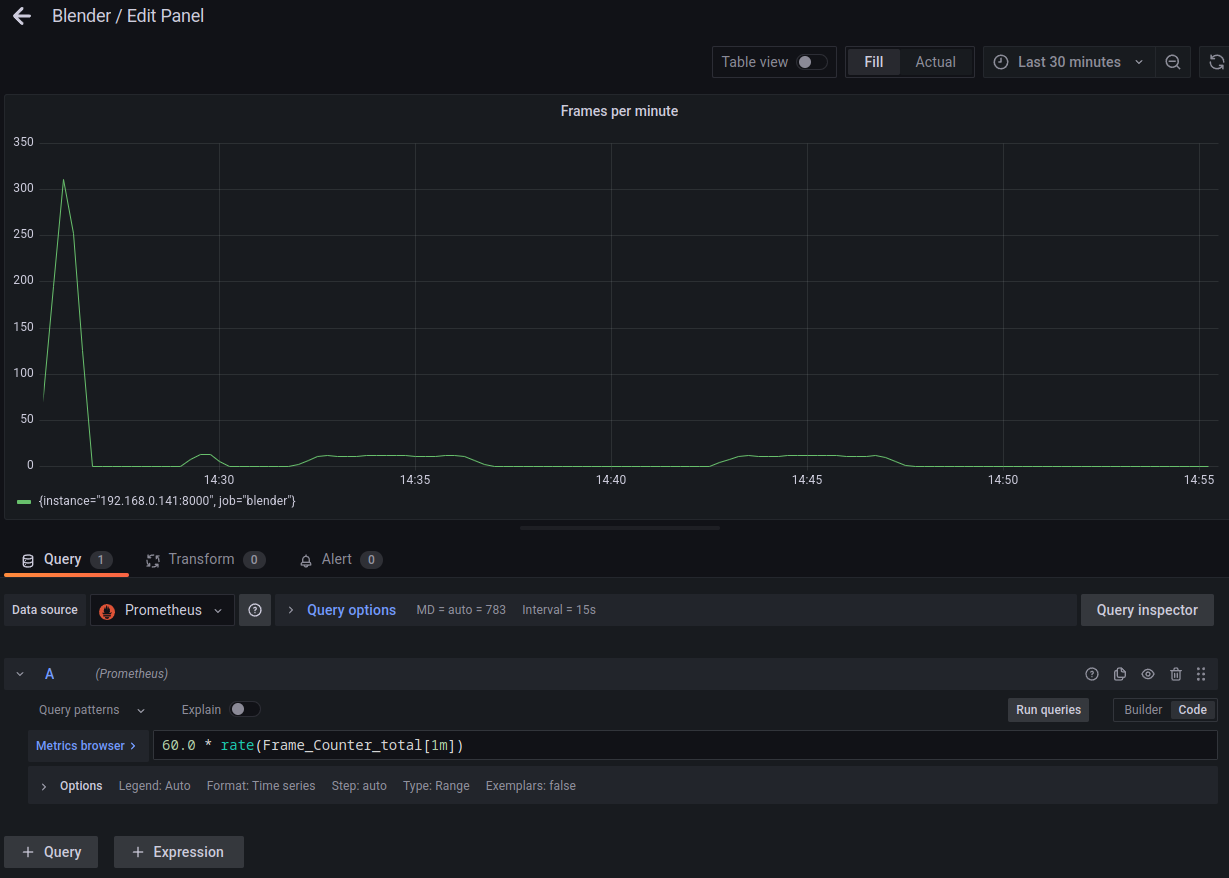 Blender / Edit Panel
Table view Fill Actual Last 30 minutes
Frames per minute
350
300
250
200
150
100
50
0
14:30 14:35 14:40 14:45 14:50 14:55
{instance="192.168.0.141:8000", job="blender"}
Query 1 Transform 0 Alert 0
Data source Prometheus Query options MD = auto = 783 Interval = 15s Query inspector
A (Prometheus)
Query patterns Explain Run queries Builder Code
Metrics browser > 60.0 * rate(Frame_Counter_total[1m])
Options Legend: Auto Format: Time series Step: auto Type: Range Exemplars: false
+ Query + Expression